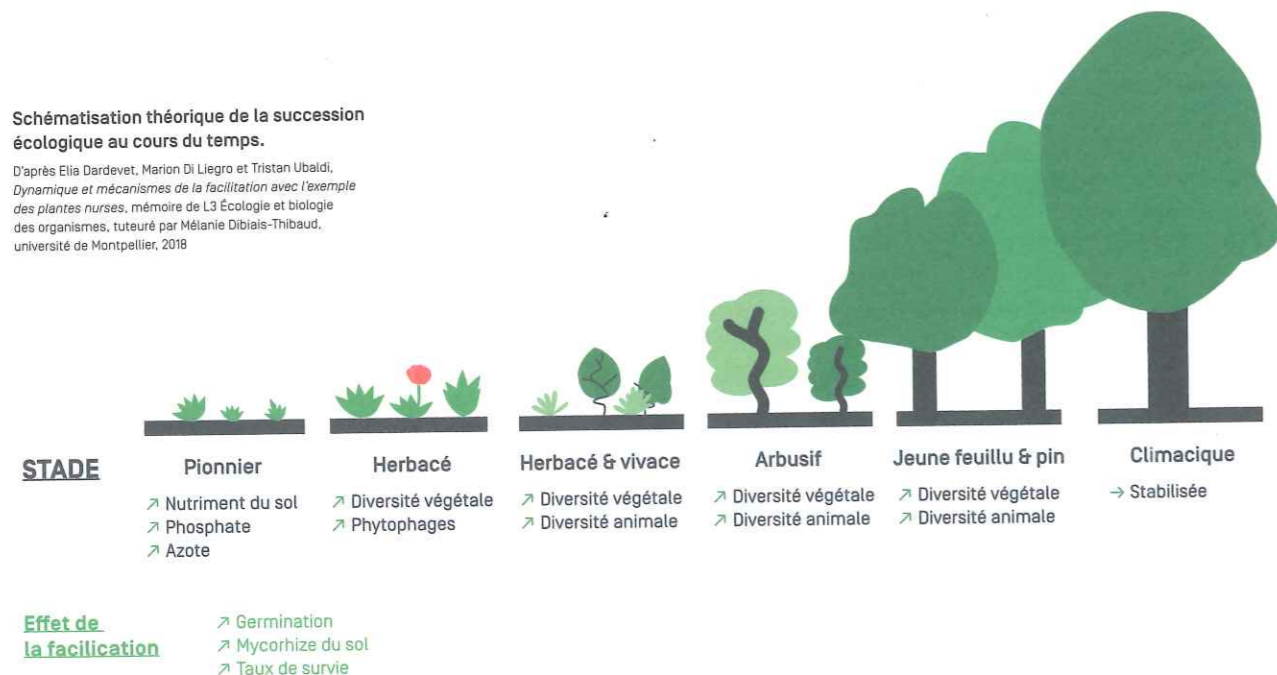 Schématisation théorique de la succession
écologique au cours du temps.
D'après Elia Dardevet, Marion Di Liegro et Tristan Ubaldi,
Dynamique et mécanismes de la facilitation avec l'exemple
des plantes nurses, mémoire de L3 Écologie et biologie
des organismes, tuteuré par Mélanie Dibiais-Thibaud,
université de Montpellier, 2018
STADE
Pionnier
↗ Nutriment du sol
↗ Phosphate
↗ Azote
Herbacé
↗ Diversité végétale
↗ Phytophages
Herbacé & vivace
↗ Diversité végétale
↗ Diversité animale
Arbusif
↗ Diversité végétale
↗ Diversité animale
Jeune feuillu & pin
↗ Diversité végétale
↗ Diversité animale
Climacique
→ Stabilisée
Effet de
la facilication
↗ Germination
↗ Mycorhize du sol
↗ Taux de survie